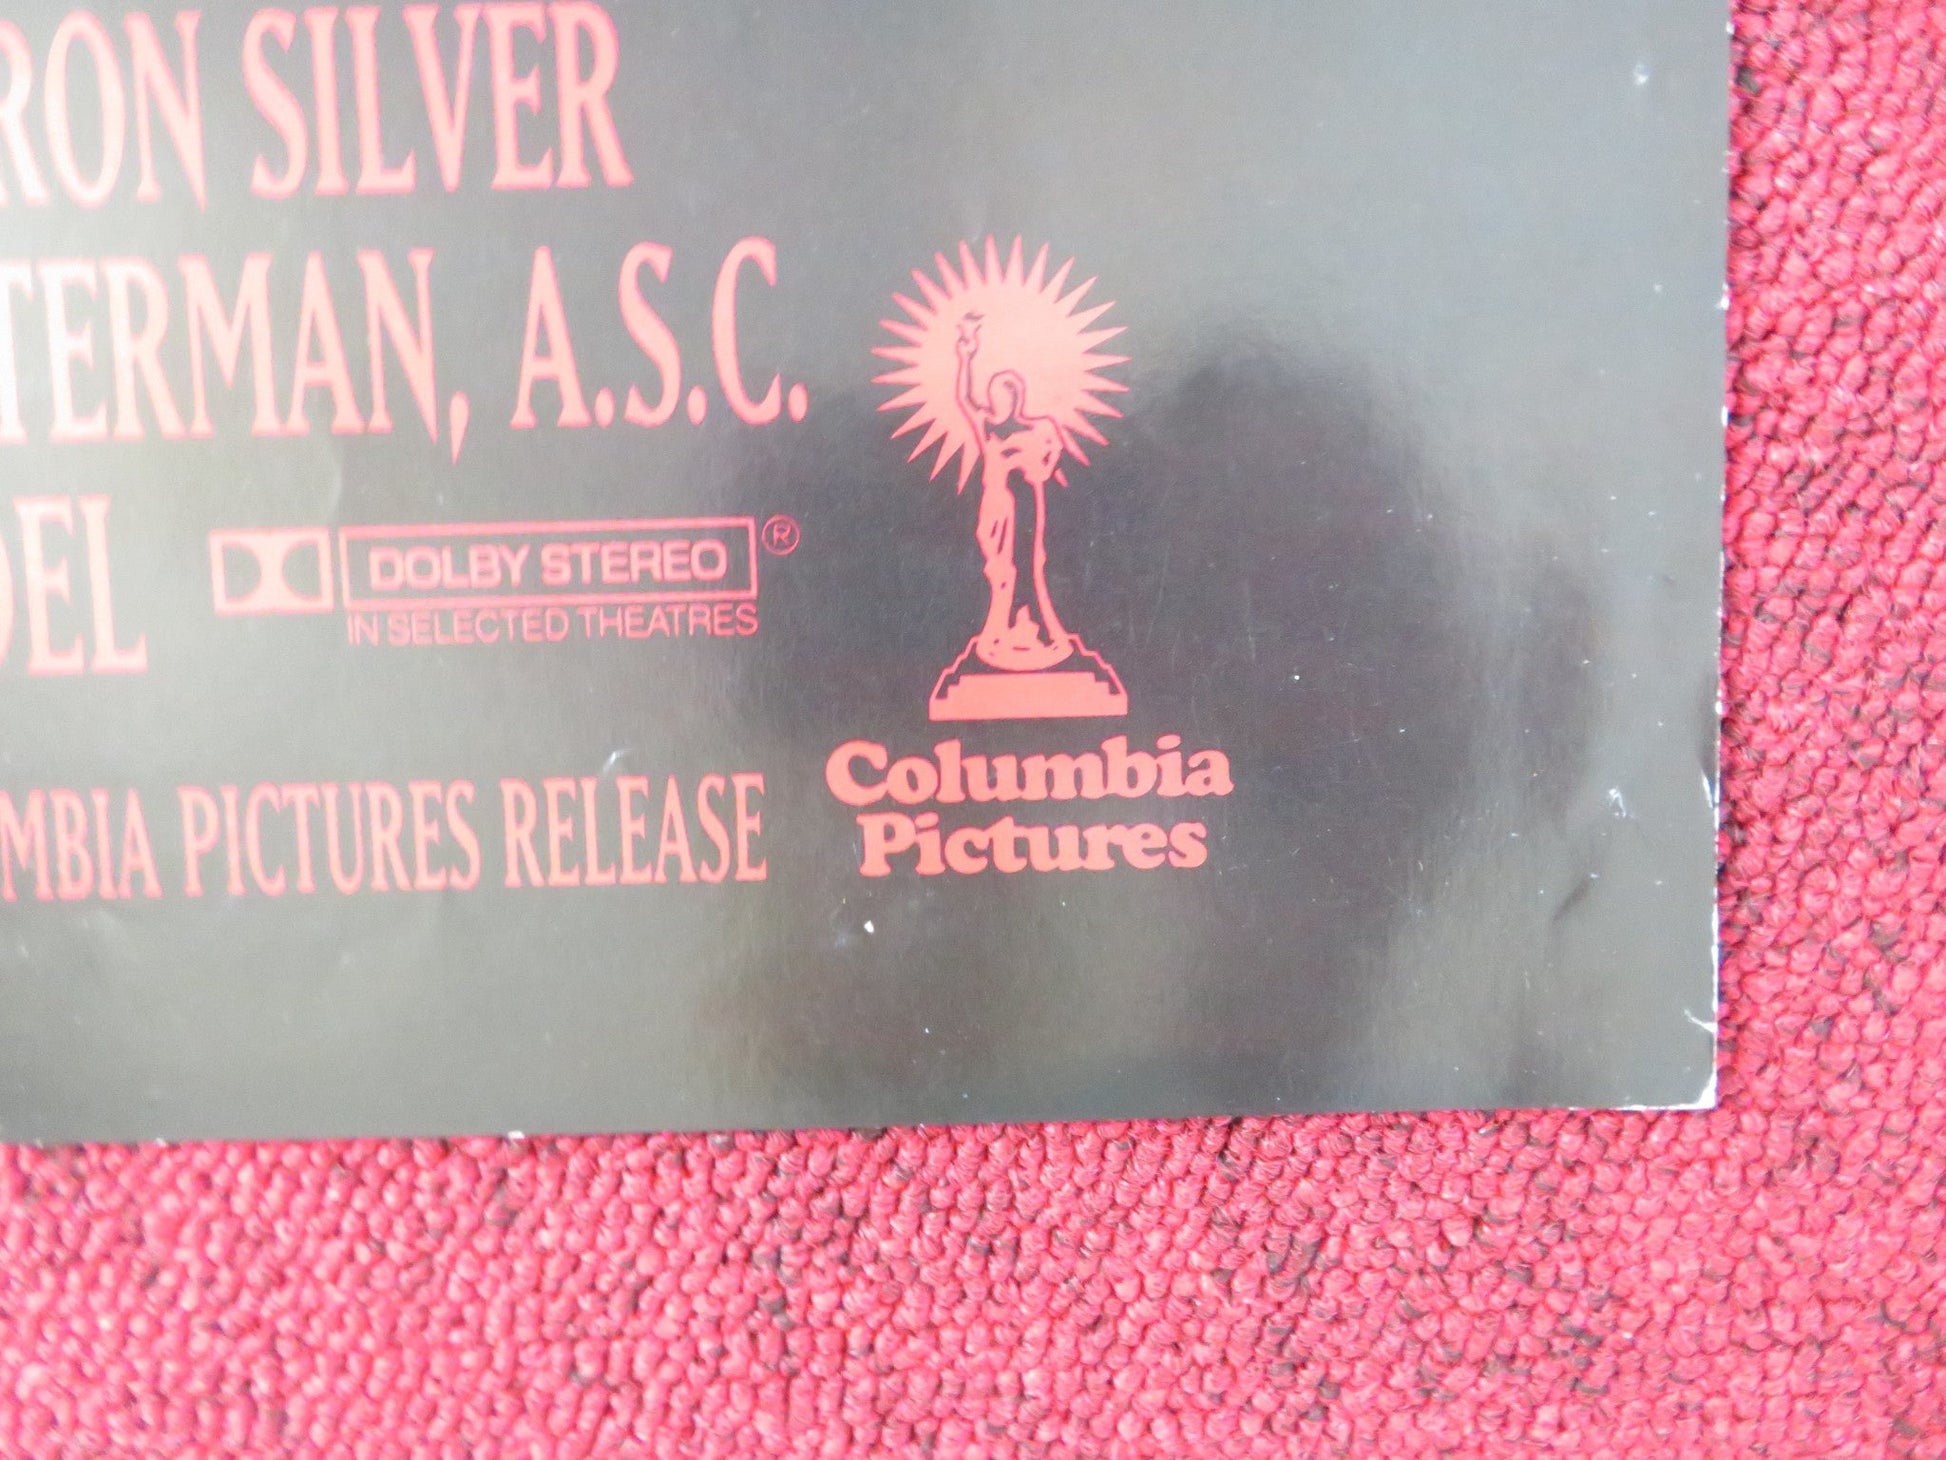 RON SILVER
TERMAN, A.S.C.
DEL
DOLBY STEREO ®
IN SELECTED THEATRES
MBIA PICTURES RELEASE
Columbia
Pictures